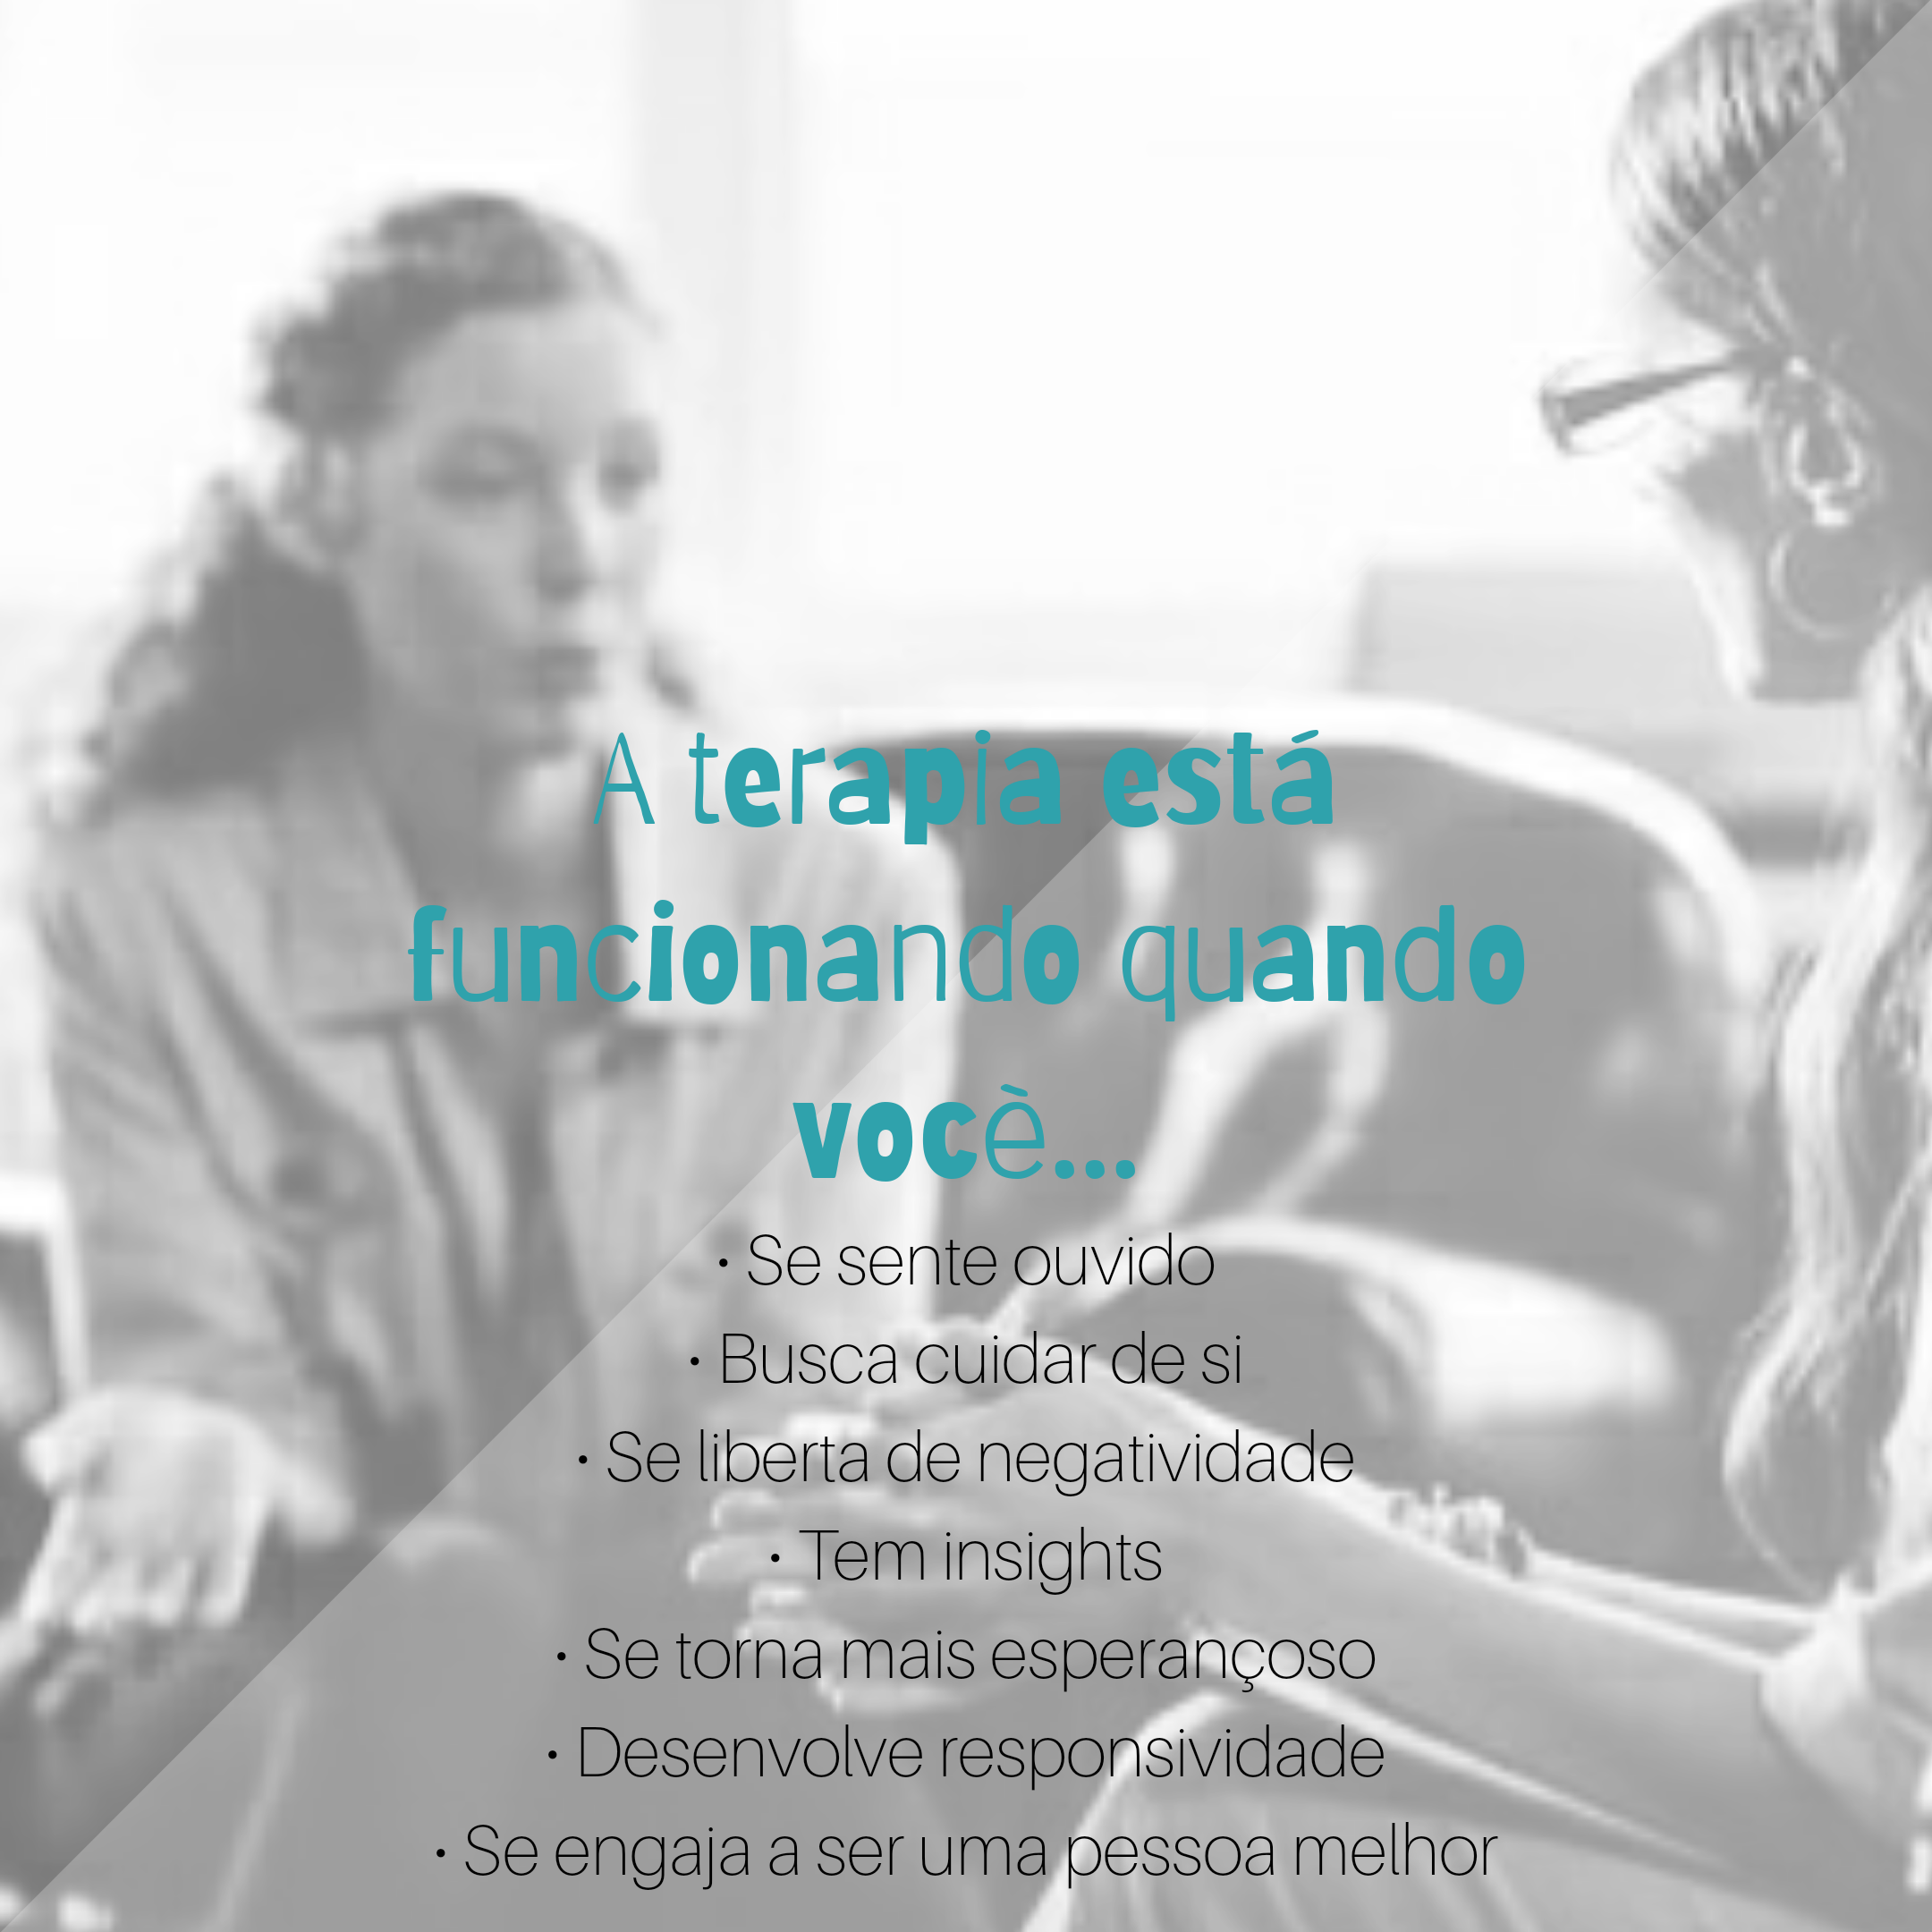 A terapia está
funcionando quando
vocè...
• Se sente ouvido
• Busca cuidar de si
• Se liberta de negatividade
• Tem insights
• Se torna mais esperançoso
• Desenvolve responsividade
• Se engaja a ser uma pessoa melhor